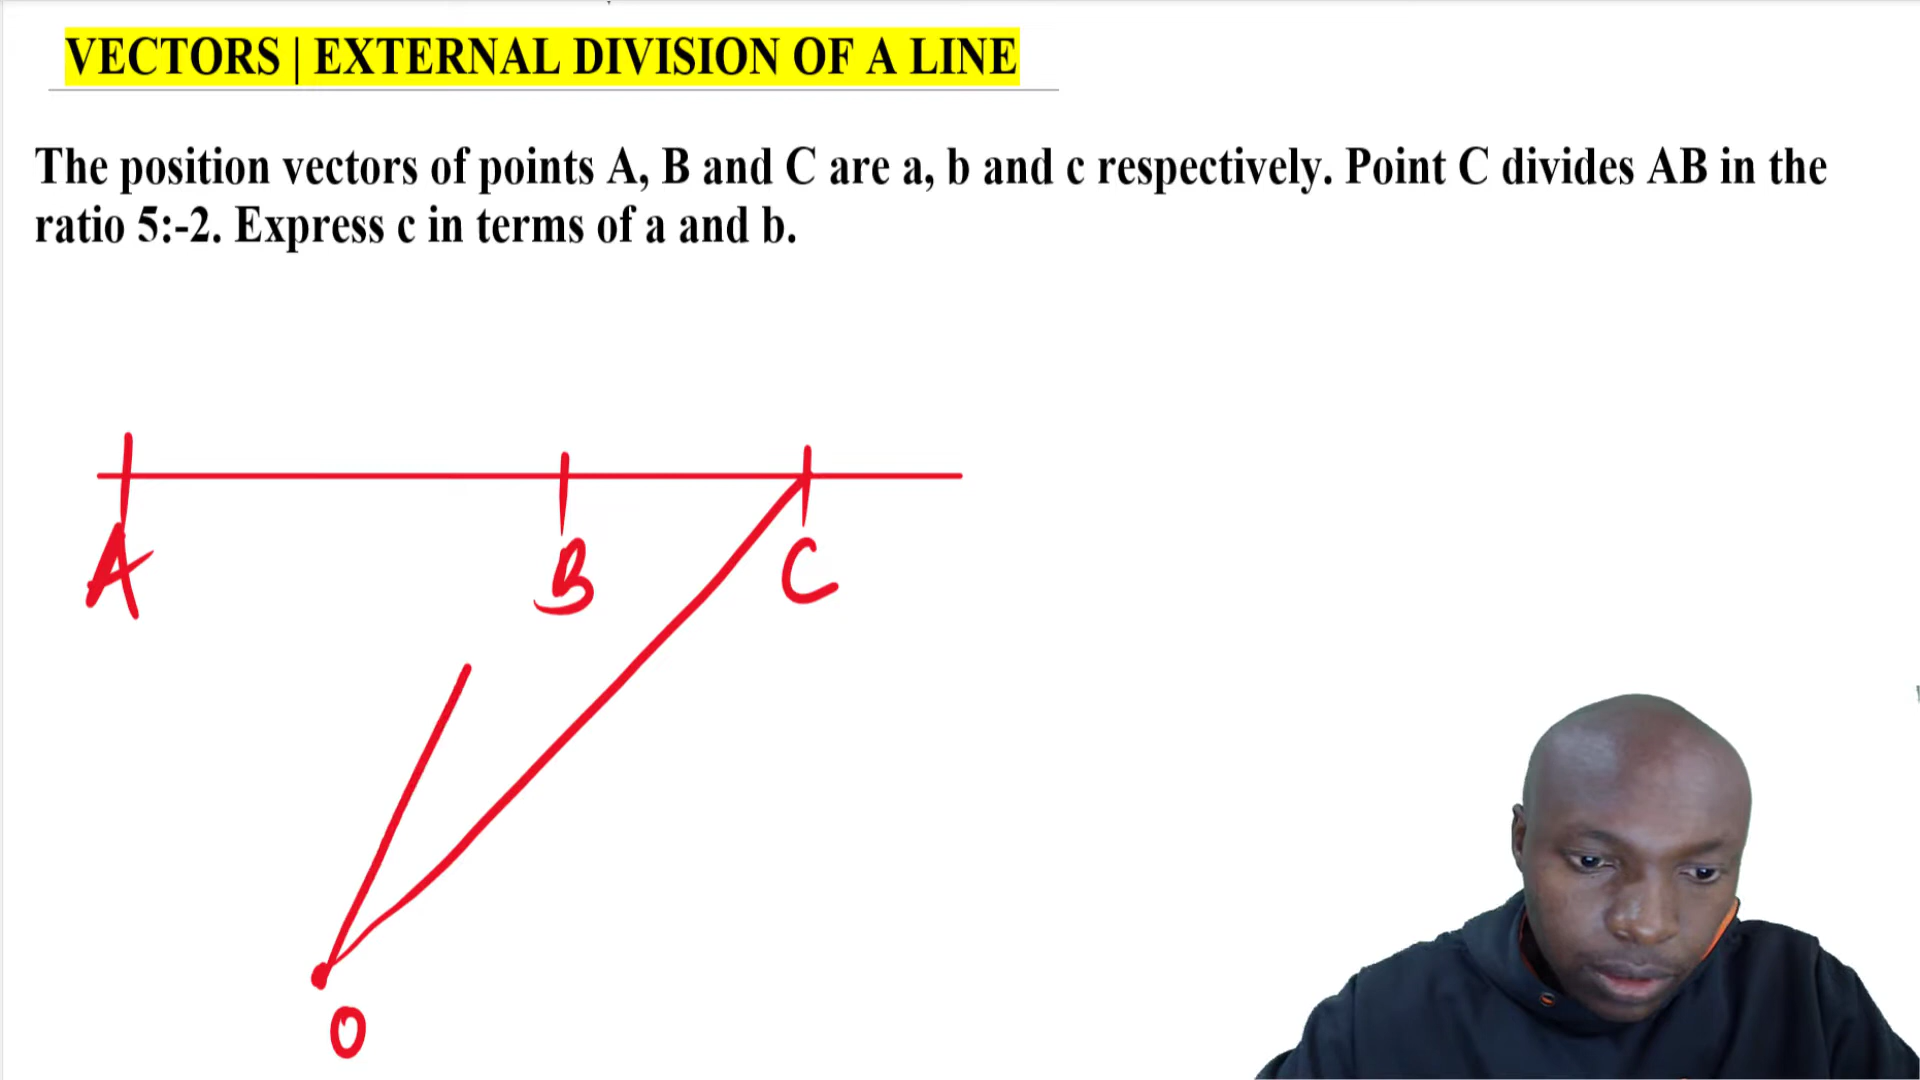 VECTORS | EXTERNAL DIVISION OF A LINE
The position vectors of points A, B and C are a, b and c respectively. Point C divides AB in the
ratio 5:-2. Express c in terms of a and b.
A B C
O